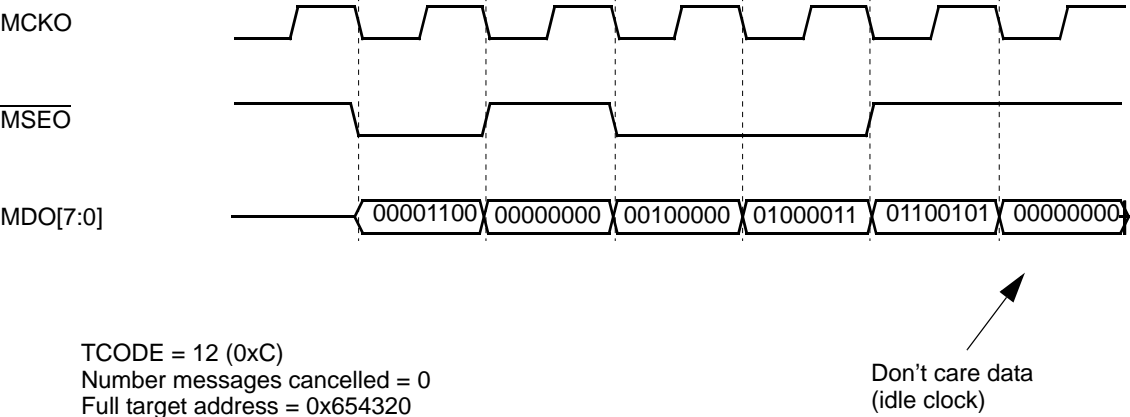 MCKO
MSEO
MDO[7:0]
00001100 00000000 00100000 01000011 01100101 00000000
Don't care data
(idle clock)
TCODE = 12 (0xC)
Number messages cancelled = 0
Full target address = 0x654320